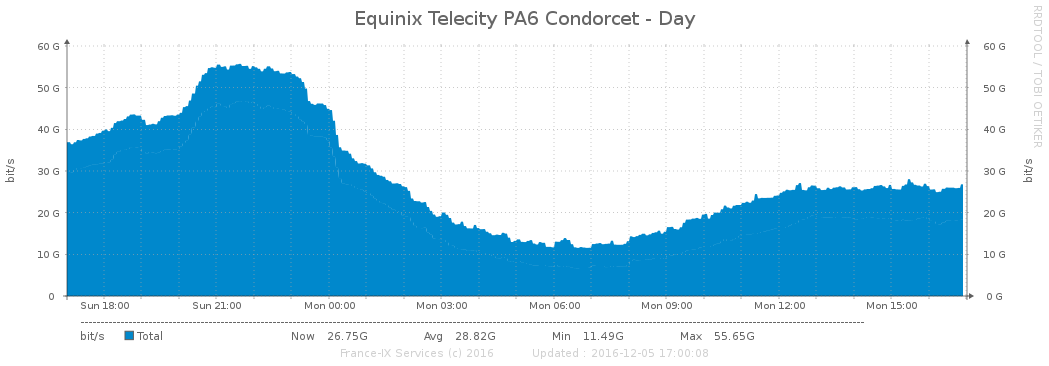 Equinix Telecity PA6 Condorcet - Day
RRDTOOL / TOBI OETIKER
60 G 60 G
50 G 50 G
40 G 40 G
30 G 30 G
20 G 20 G
10 G 10 G
0 0 G
bit/s bit/s
Sun 18:00 Sun 21:00 Mon 00:00 Mon 03:00 Mon 06:00 Mon 09:00 Mon 12:00 Mon 15:00
bit/s Total Now 26.75G Avg 28.82G Min 11.49G Max 55.65G
France-IX Services (c) 2016 Updated : 2016-12-05 17:00:08